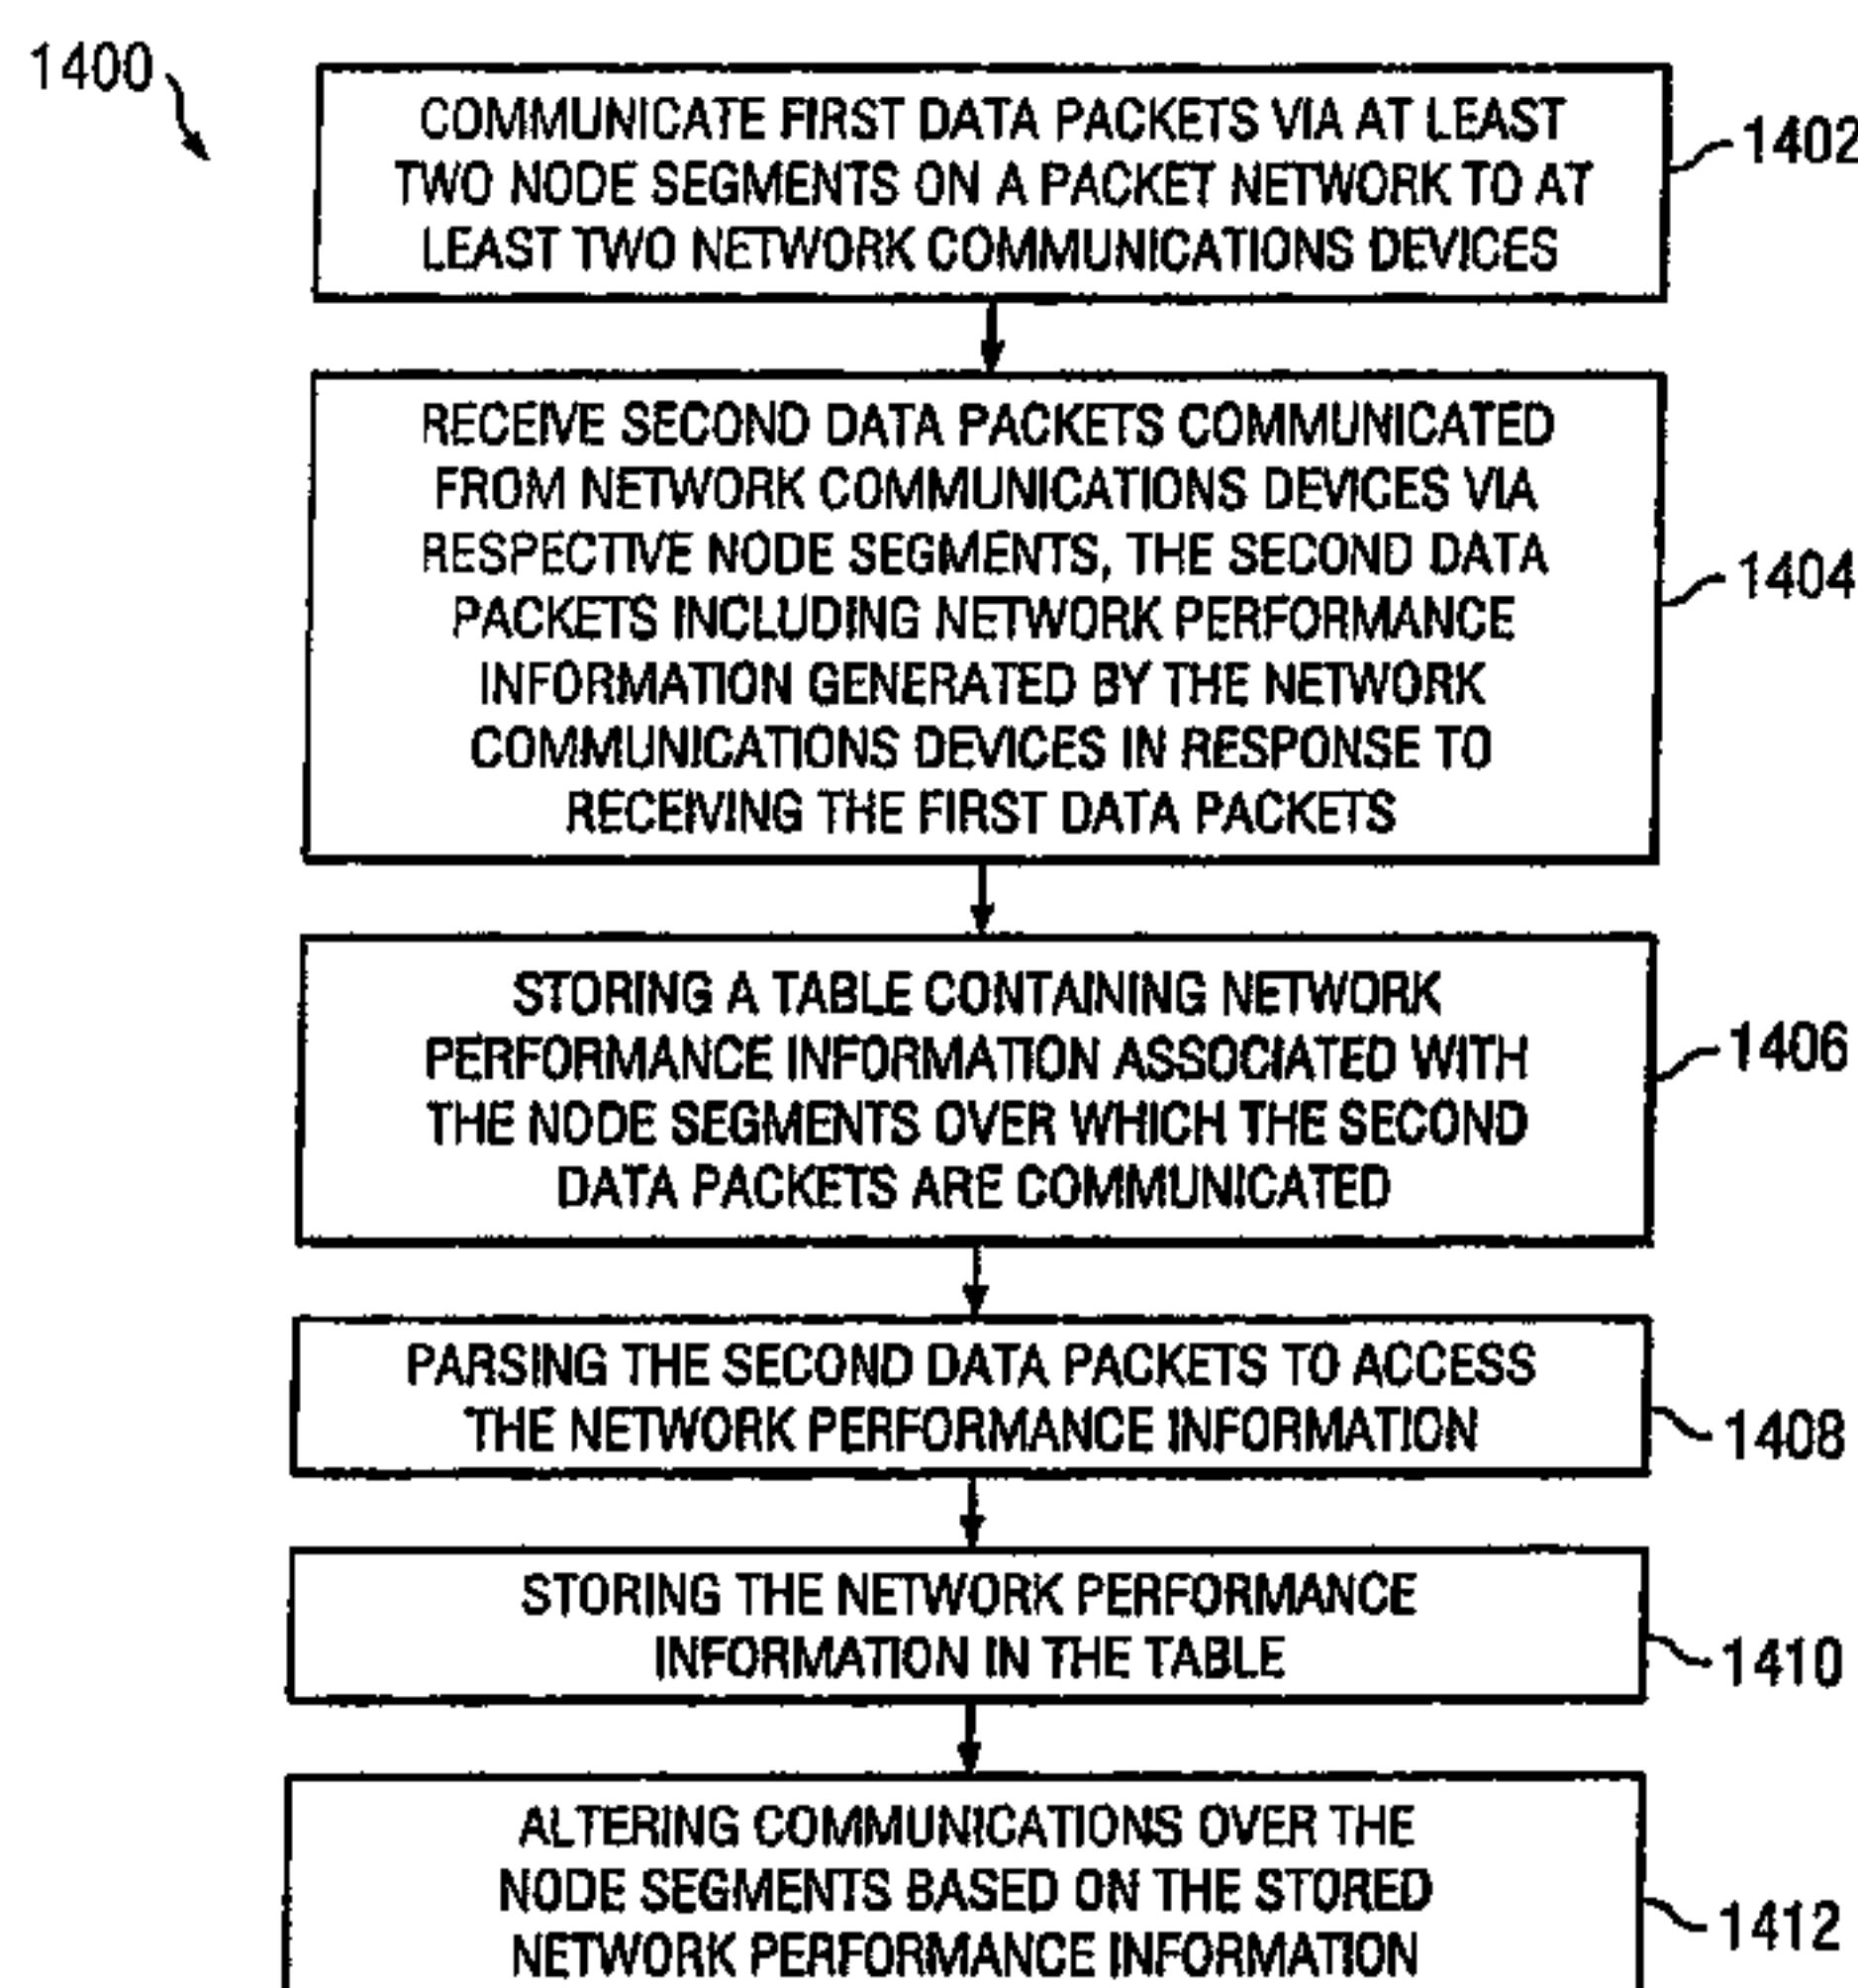 1400
COMMUNICATE FIRST DATA PACKETS VIA AT LEAST
TWO NODE SEGMENTS ON A PACKET NETWORK TO AT
LEAST TWO NETWORK COMMUNICATIONS DEVICES
1402
RECEIVE SECOND DATA PACKETS COMMUNICATED
FROM NETWORK COMMUNICATIONS DEVICES VIA
RESPECTIVE NODE SEGMENTS, THE SECOND DATA
PACKETS INCLUDING NETWORK PERFORMANCE
INFORMATION GENERATED BY THE NETWORK
COMMUNICATIONS DEVICES IN RESPONSE TO
RECEIVING THE FIRST DATA PACKETS
1404
STORING A TABLE CONTAINING NETWORK
PERFORMANCE INFORMATION ASSOCIATED WITH
THE NODE SEGMENTS OVER WHICH THE SECOND
DATA PACKETS ARE COMMUNICATED
1406
PARSING THE SECOND DATA PACKETS TO ACCESS
THE NETWORK PERFORMANCE INFORMATION
1408
STORING THE NETWORK PERFORMANCE
INFORMATION IN THE TABLE
1410
ALTERING COMMUNICATIONS OVER THE
NODE SEGMENTS BASED ON THE STORED
NETWORK PERFORMANCE INFORMATION
1412